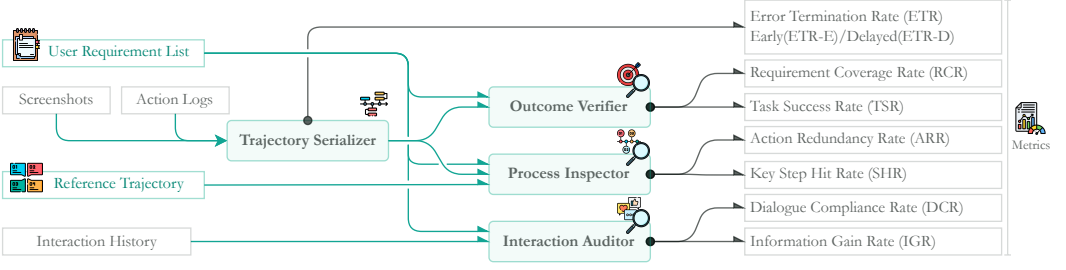 User Requirement List
Screenshots
Action Logs
Trajectory Serializer
Reference Trajectory
Interaction History
Outcome Verifier
Process Inspector
Interaction Auditor
Error Termination Rate (ETR)
Early(ETR-E)/Delayed(ETR-D)
Requirement Coverage Rate (RCR)
Task Success Rate (TSR)
Action Redundancy Rate (ARR)
Key Step Hit Rate (SHR)
Dialogue Compliance Rate (DCR)
Information Gain Rate (IGR)
Metrics